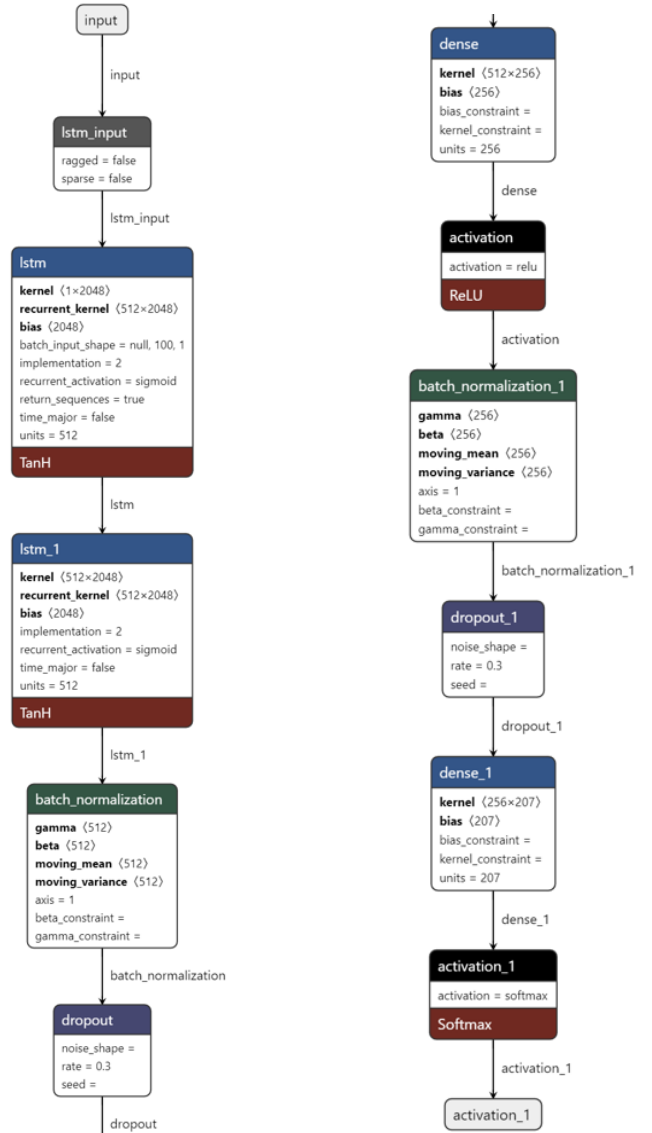 input
input
lstm_input
ragged = false
sparse = false
lstm_input
lstm
kernel ⟨1×2048⟩
recurrent_kernel ⟨512×2048⟩
bias ⟨2048⟩
batch_input_shape = null, 100, 1
implementation = 2
recurrent_activation = sigmoid
return_sequences = true
time_major = false
units = 512
TanH
lstm
lstm_1
kernel ⟨512×2048⟩
recurrent_kernel ⟨512×2048⟩
bias ⟨2048⟩
implementation = 2
recurrent_activation = sigmoid
time_major = false
units = 512
TanH
lstm_1
batch_normalization
gamma ⟨512⟩
beta ⟨512⟩
moving_mean ⟨512⟩
moving_variance ⟨512⟩
axis = 1
beta_constraint =
gamma_constraint =
batch_normalization
dropout
noise_shape =
rate = 0.3
seed =
dropout
dense
kernel ⟨512×256⟩
bias ⟨256⟩
bias_constraint =
kernel_constraint =
units = 256
dense
activation
activation = relu
ReLU
activation
batch_normalization_1
gamma ⟨256⟩
beta ⟨256⟩
moving_mean ⟨256⟩
moving_variance ⟨256⟩
axis = 1
beta_constraint =
gamma_constraint =
batch_normalization_1
dropout_1
noise_shape =
rate = 0.3
seed =
dropout_1
dense_1
kernel ⟨256×207⟩
bias ⟨207⟩
bias_constraint =
kernel_constraint =
units = 207
dense_1
activation_1
activation = softmax
Softmax
activation_1
activation_1